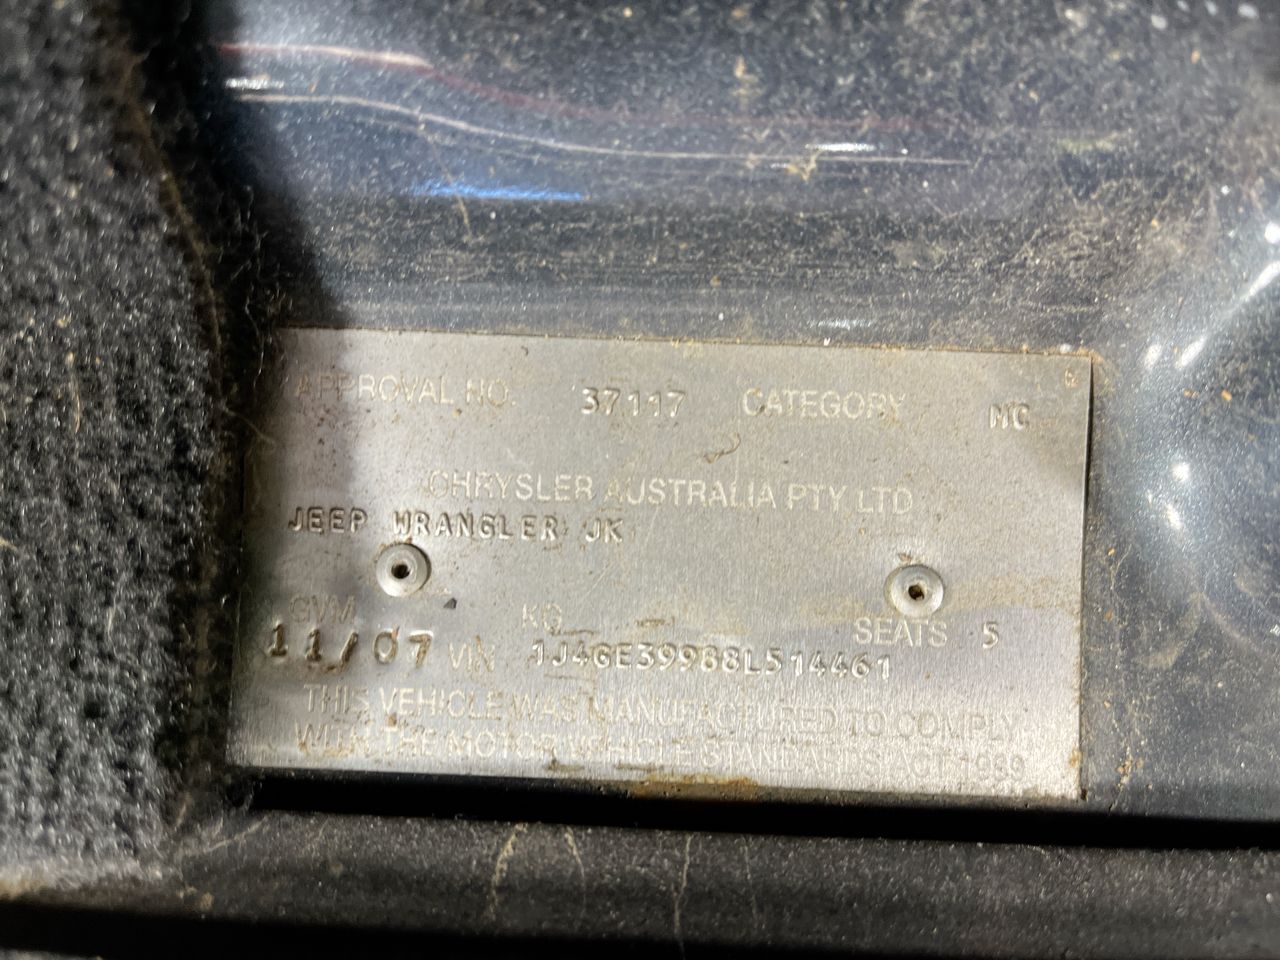 APPROVAL NO. 37117 CATEGORY MC
CHRYSLER AUSTRALIA PTY LTD
JEEP WRANGLER JK
GVM KG SEATS 5
11/07 VIN 1J4GE39988L514461
THIS VEHICLE WAS MANUFACTURED TO COMPLY
WITH THE MOTOR VEHICLE STANDARDS ACT 1989